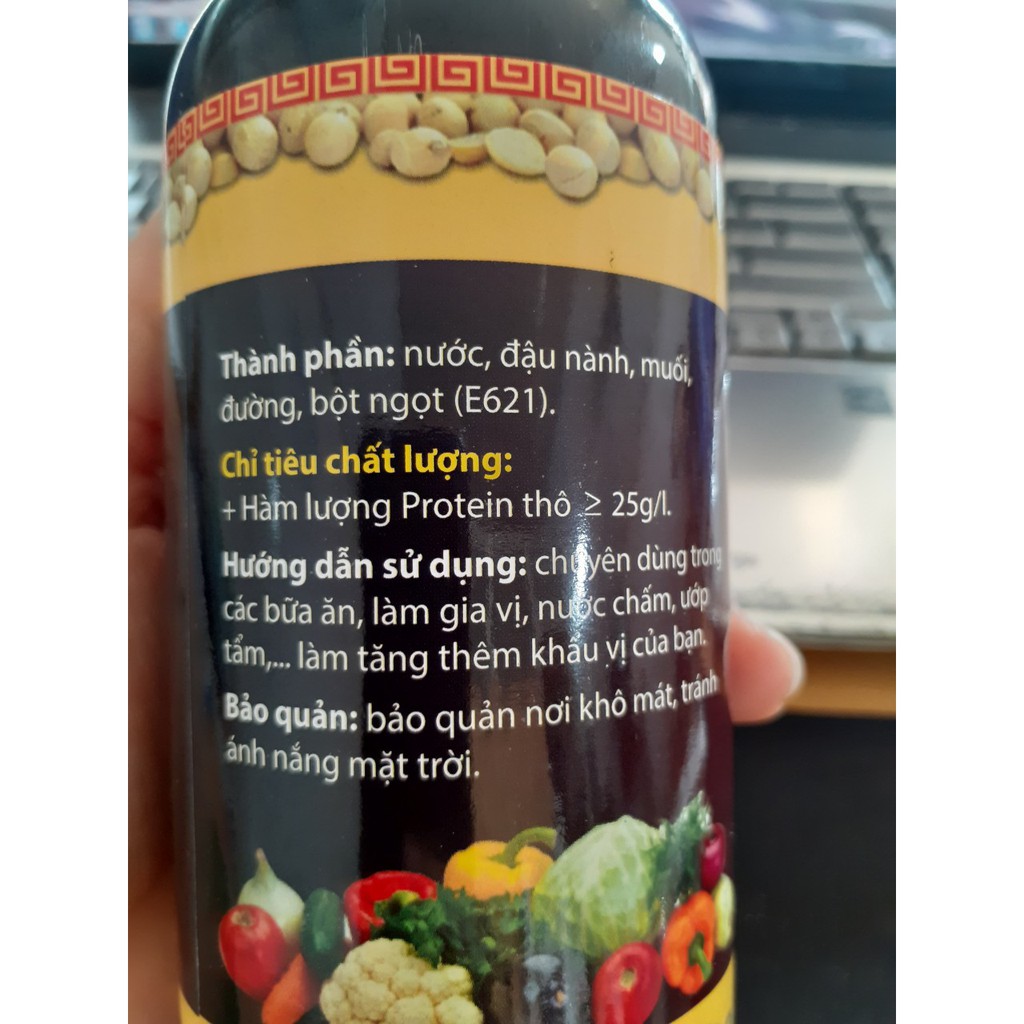 Thành phần: nước, đậu nành, muối,
đường, bột ngọt (E621).
Chỉ tiêu chất lượng:
+ Hàm lượng Protein thô ≥ 25g/l.
Hướng dẫn sử dụng: chuyên dùng trong
các bữa ăn, làm gia vị, nước chấm, ướp
tẩm,... làm tăng thêm khẩu vị của bạn.
Bảo quản: bảo quản nơi khô mát, tránh
ánh nắng mặt trời.